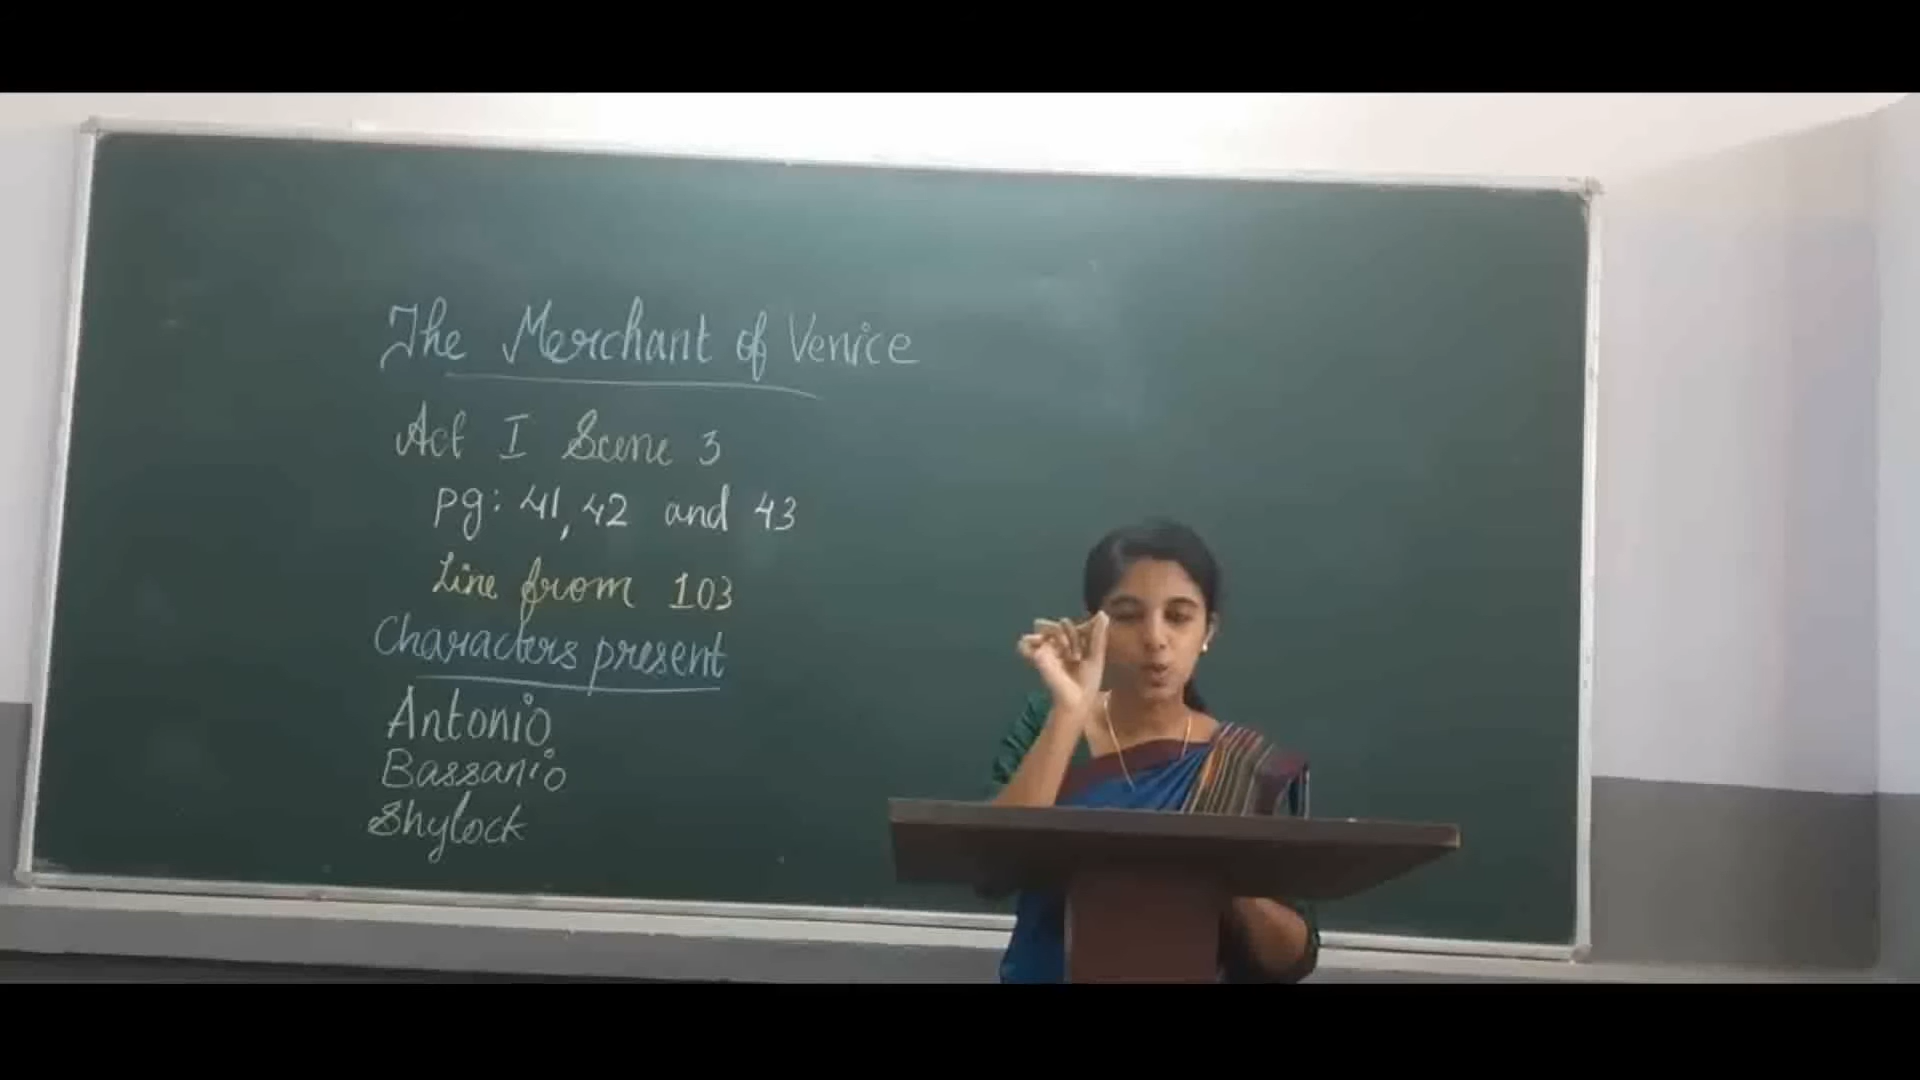 The Merchant of Venice
Act I Scene 3
pg: 41, 42 and 43
Line from 103
Characters present
Antonio
Bassanio
Shylock